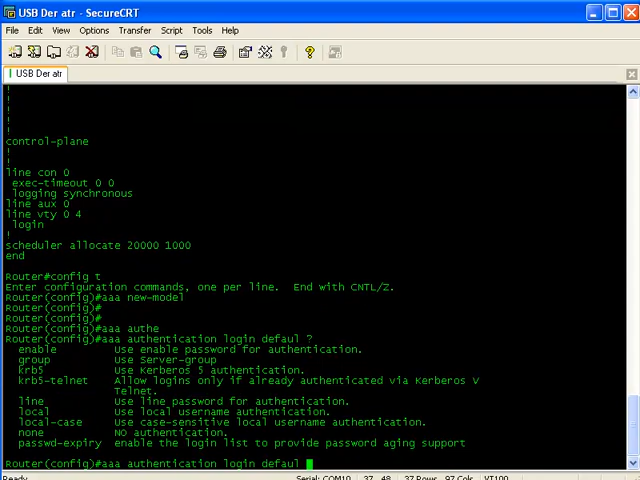 USB Der atr - SecureCRT
File Edit View Options Transfer Script Tools Help
USB Der atr
!
!
!
!
!
control-plane
!
!
line con 0
exec-timeout 0 0
logging synchronous
line aux 0
line vty 0 4
login
!
scheduler allocate 20000 1000
end
Router#config t
Enter configuration commands, one per line. End with CNTL/Z.
Router(config)#aaa new-model
Router(config)#
Router(config)#
Router(config)#aaa authe
Router(config)#aaa authentication login defaul ?
enable Use enable password for authentication.
group Use Server-group
krb5 Use Kerberos 5 authentication.
krb5-telnet Allow logins only if already authenticated via Kerberos V
Telnet.
line Use line password for authentication.
local Use local username authentication.
local-case Use case-sensitive local username authentication.
none NO authentication.
passwd-expiry enable the login list to provide password aging support
Router(config)#aaa authentication login defaul
Ready Serial: COM10 37, 48 37 Rows, 97 Cols VT100